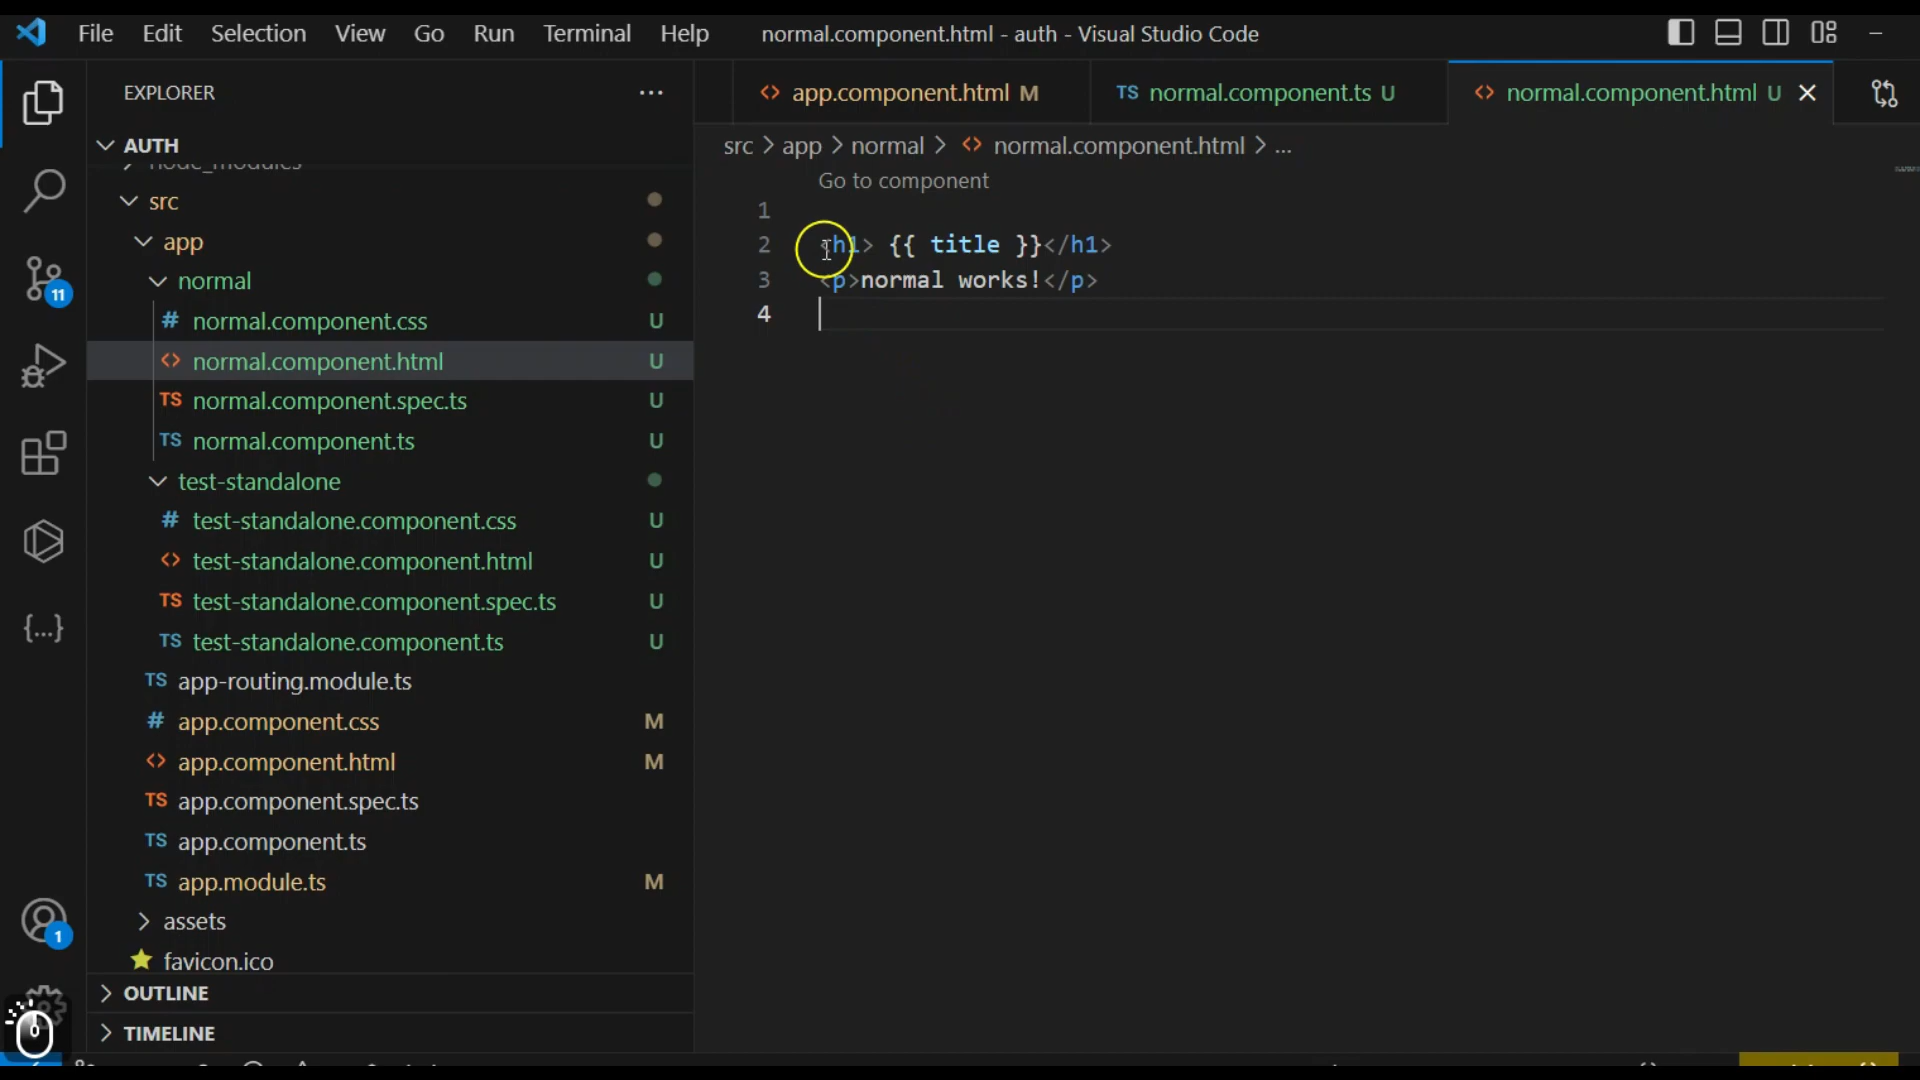 File Edit Selection View Go Run Terminal Help normal.component.html - auth - Visual Studio Code
EXPLORER
AUTH
node_modules
src
app
normal
# normal.component.css U
<> normal.component.html U
TS normal.component.spec.ts U
TS normal.component.ts U
test-standalone
# test-standalone.component.css U
<> test-standalone.component.html U
TS test-standalone.component.spec.ts U
TS test-standalone.component.ts U
TS app-routing.module.ts
# app.component.css M
<> app.component.html M
TS app.component.spec.ts
TS app.component.ts
TS app.module.ts M
assets
favicon.ico
OUTLINE
TIMELINE
11
{...}
1
<> app.component.html M
TS normal.component.ts U
<> normal.component.html U
src > app > normal > <> normal.component.html > ...
Go to component
1
2 <h1> {{ title }}</h1>
3 <p>normal works!</p>
4